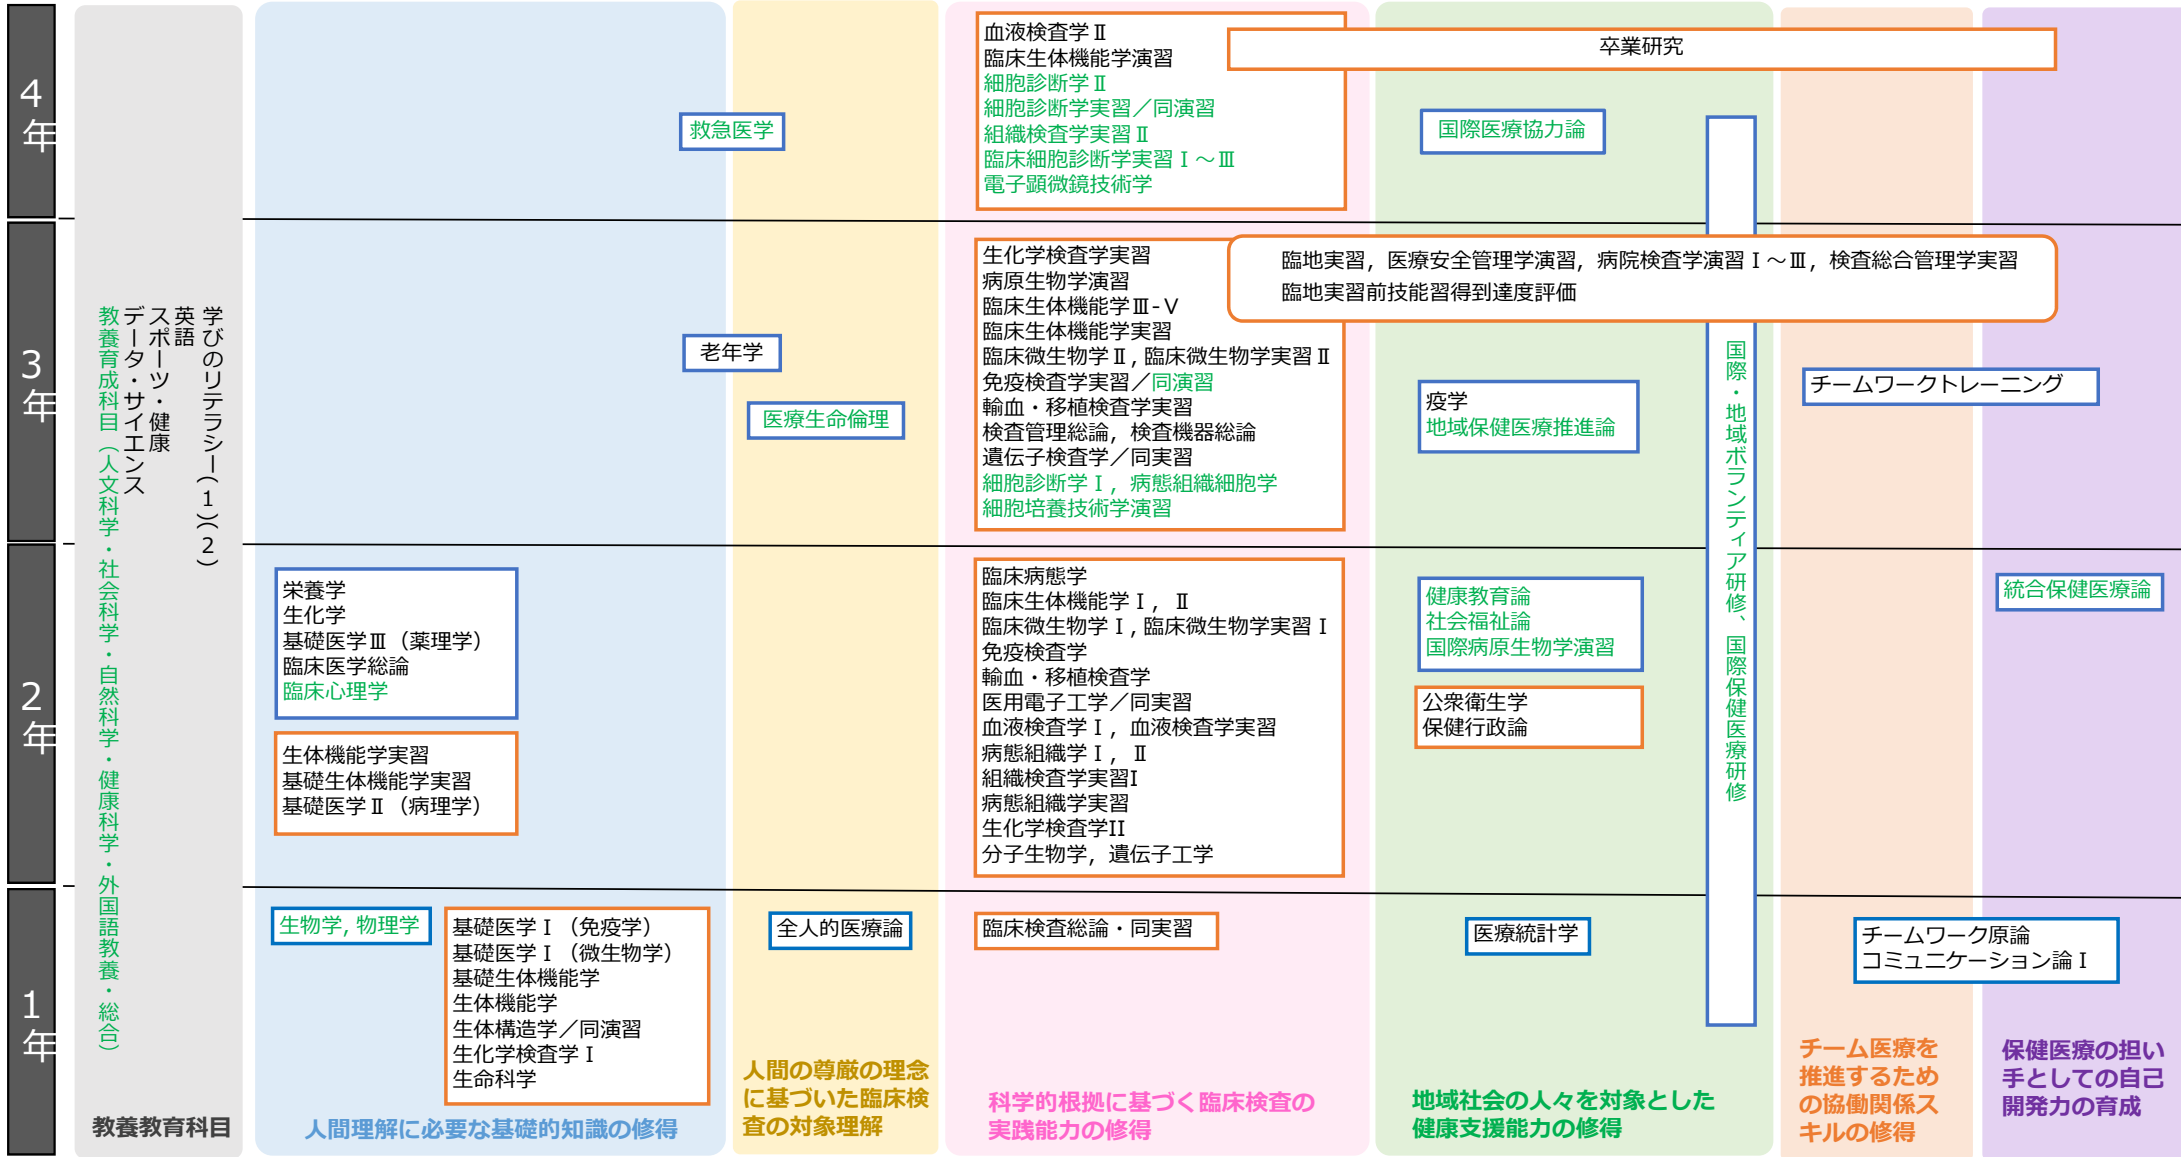 4
年
血液検査学Ⅱ
臨床生体機能学演習
細胞診断学Ⅱ
細胞診断学実習／同演習
組織検査学実習Ⅱ
臨床細胞診断学実習Ⅰ～Ⅲ
電子顕微鏡技術学
卒業研究
救急医学
国際医療協力論
3
年
生化学検査学実習
病原生物学演習
臨床生体機能学Ⅲ-Ⅴ
臨床生体機能学実習
臨床微生物学Ⅱ, 臨床微生物学実習Ⅱ
免疫検査学実習／同演習
輸血・移植検査学実習
検査管理総論，検査機器総論
遺伝子検査学／同実習
細胞診断学Ⅰ，病態組織細胞学
細胞培養技術学演習
臨地実習，医療安全管理学演習，病院検査学演習Ⅰ～Ⅲ，検査総合管理学実習
臨地実習前技能習得到達度評価
老年学
医療生命倫理
疫学
地域保健医療推進論
チームワークトレーニング
国際・地域ボランティア研修、国際保健医療研修
学びのリテラシー(1)(2)
英語
スポーツ・健康
データ・サイエンス
教養育成科目（人文科学・社会科学・自然科学・健康科学・外国語教養・総合）
2
年
栄養学
生化学
基礎医学Ⅲ（薬理学）
臨床医学総論
臨床心理学
生体機能学実習
基礎生体機能学実習
基礎医学Ⅱ（病理学）
臨床病態学
臨床生体機能学Ⅰ，Ⅱ
臨床微生物学Ⅰ, 臨床微生物学実習Ⅰ
免疫検査学
輸血・移植検査学
医用電子工学／同実習
血液検査学Ⅰ，血液検査学実習
病態組織学Ⅰ，Ⅱ
組織検査学実習I
病態組織学実習
生化学検査学II
分子生物学，遺伝子工学
健康教育論
社会福祉論
国際病原生物学演習
公衆衛生学
保健行政論
統合保健医療論
1
年
生物学, 物理学
基礎医学Ⅰ（免疫学）
基礎医学Ⅰ（微生物学）
基礎生体機能学
生体機能学
生体構造学／同演習
生化学検査学Ⅰ
生命科学
全人的医療論
臨床検査総論・同実習
医療統計学
チームワーク原論
コミュニケーション論Ⅰ
教養教育科目
人間理解に必要な基礎的知識の修得
人間の尊厳の理念
に基づいた臨床検
査の対象理解
科学的根拠に基づく臨床検査の
実践能力の修得
地域社会の人々を対象とした
健康支援能力の修得
チーム医療を
推進するため
の協働関係ス
キルの修得
保健医療の担い
手としての自己
開発力の育成